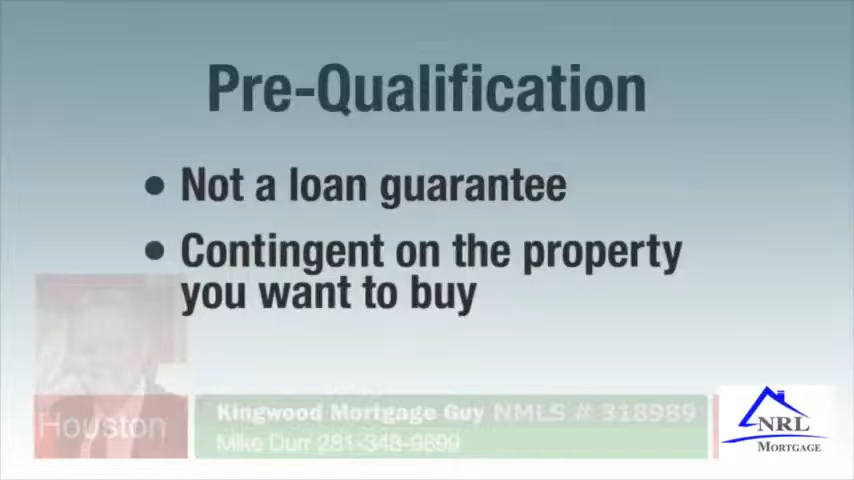 Pre-Qualification
• Not a loan guarantee
• Contingent on the property
you want to buy
Houston
Kingwood Mortgage Guy NMLS # 318989
Mike Durr 281-348-9899
NRL
MORTGAGE